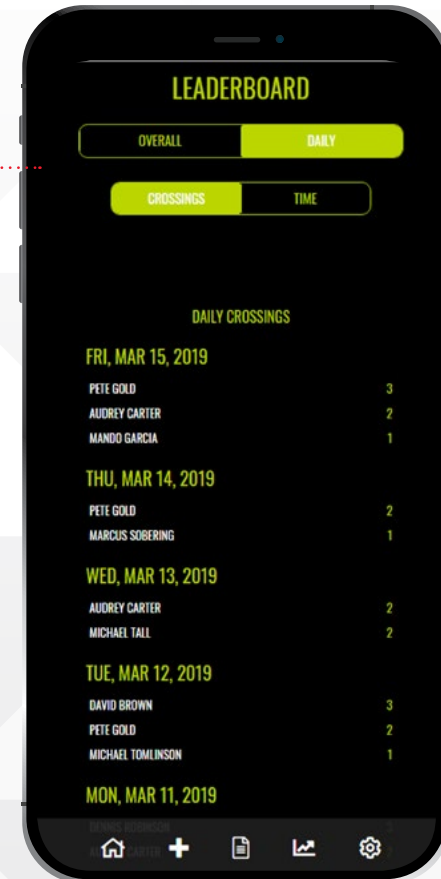 LEADERBOARD
OVERALL DAILY
CROSSINGS TIME
DAILY CROSSINGS
FRI, MAR 15, 2019
PETE GOLD 3
AUDREY CARTER 2
MANDO GARCIA 1
THU, MAR 14, 2019
PETE GOLD 2
MARCUS SOBERING 1
WED, MAR 13, 2019
AUDREY CARTER 2
MICHAEL TALL 2
TUE, MAR 12, 2019
DAVID BROWN 3
PETE GOLD 2
MICHAEL TOMLINSON 1
MON, MAR 11, 2019
DENNIS ROBINSON
CARTER